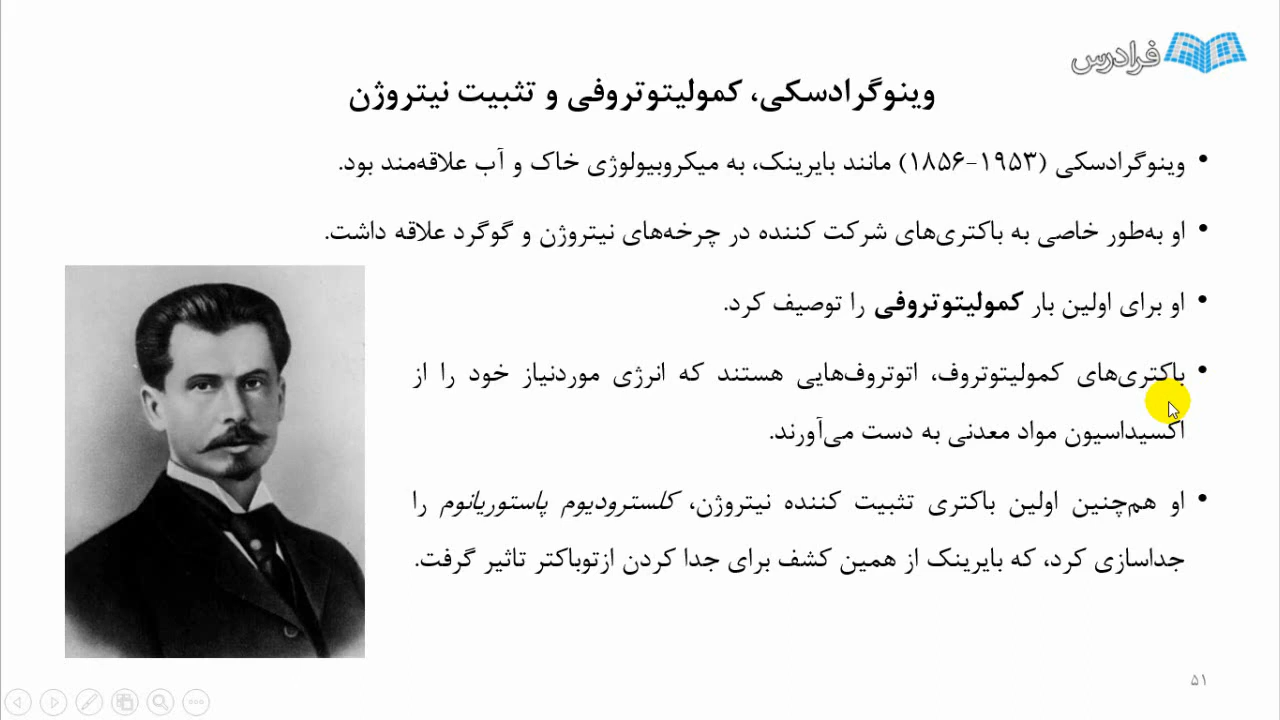 فرادرس
وینوگرادسکی، کمولیتوتروفی و تثبیت نیتروژن
• وینوگرادسکی (۱۹۵۳-۱۸۵۶) مانند بایرینک، به میکروبیولوژی خاک و آب علاقه‌مند بود.
• او به‌طور خاصی به باکتری‌های شرکت کننده در چرخه‌های نیتروژن و گوگرد علاقه داشت.
• او برای اولین بار کمولیتوتروفی را توصیف کرد.
• باکتری‌های کمولیتوتروف، اتوتروف‌هایی هستند که انرژی موردنیاز خود را از
اکسیداسیون مواد معدنی به دست می‌آورند.
• او هم‌چنین اولین باکتری تثبیت کننده نیتروژن، کلسترودیوم پاستوریانوم را
جداسازی کرد، که بایرینک از همین کشف برای جدا کردن ازتوباکتر تاثیر گرفت.
۵۱